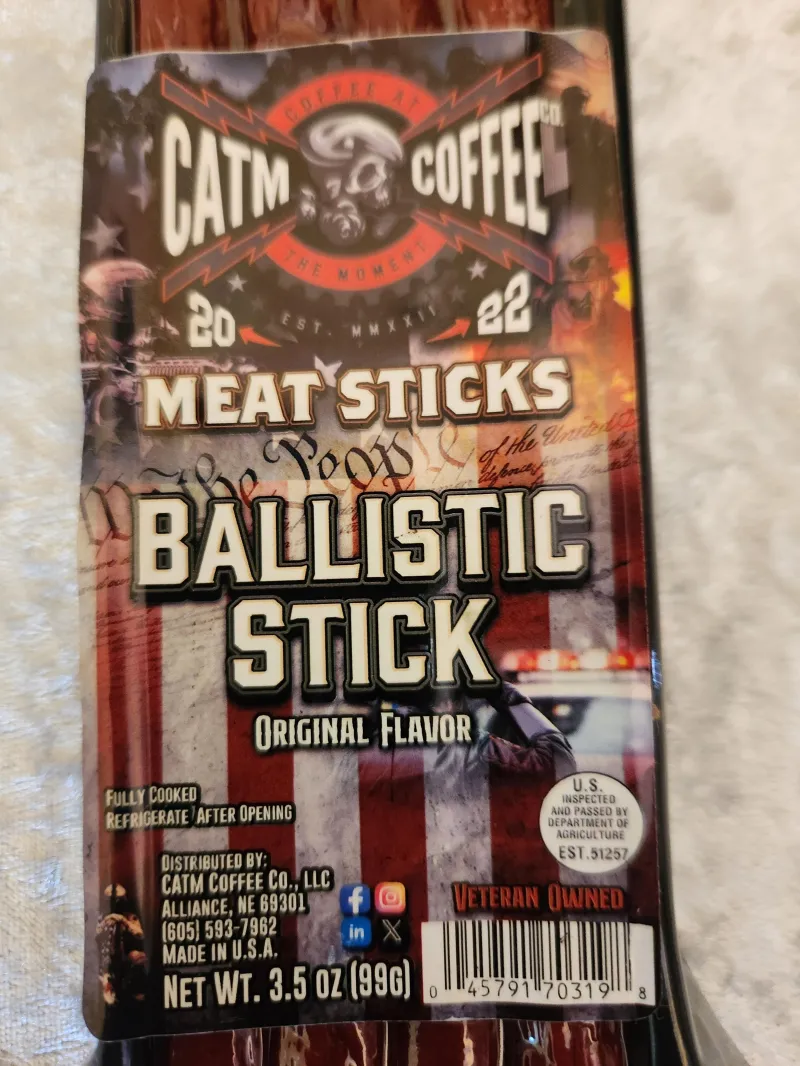 COFFEE AT
CATM COFFEE CO.
THE MOMENT
20 22
EST. MMXXII
MEAT STICKS
We the People of the United
defence, promote the
BALLISTIC
STICK
ORIGINAL FLAVOR
FULLY COOKED
REFRIGERATE AFTER OPENING
U.S.
INSPECTED
AND PASSED BY
DEPARTMENT OF
AGRICULTURE
EST.51257
DISTRIBUTED BY:
CATM COFFEE CO., LLC
ALLIANCE, NE 69301
(605) 593-7962
MADE IN U.S.A.
NET WT. 3.5 OZ (99G)
VETERAN OWNED
0 45791 70319 8